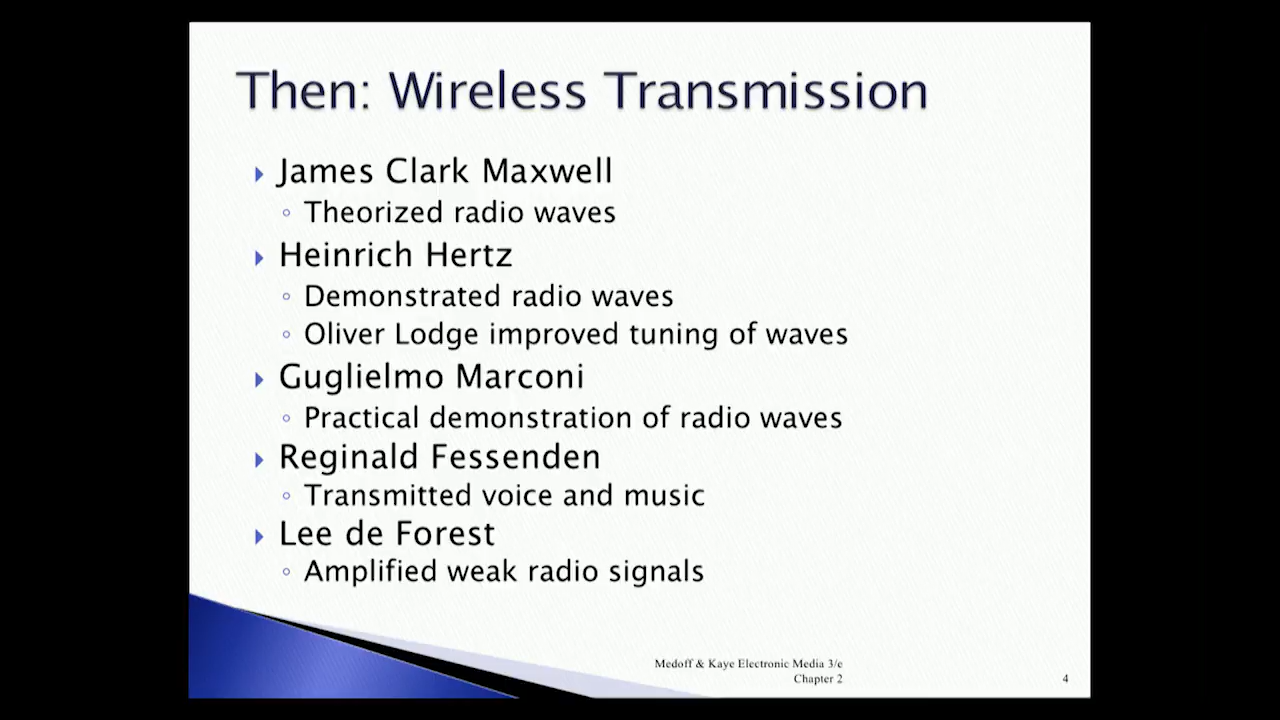 Then: Wireless Transmission
James Clark Maxwell
Theorized radio waves
Heinrich Hertz
Demonstrated radio waves
Oliver Lodge improved tuning of waves
Guglielmo Marconi
Practical demonstration of radio waves
Reginald Fessenden
Transmitted voice and music
Lee de Forest
Amplified weak radio signals
Medoff & Kaye Electronic Media 3/e
Chapter 2
4